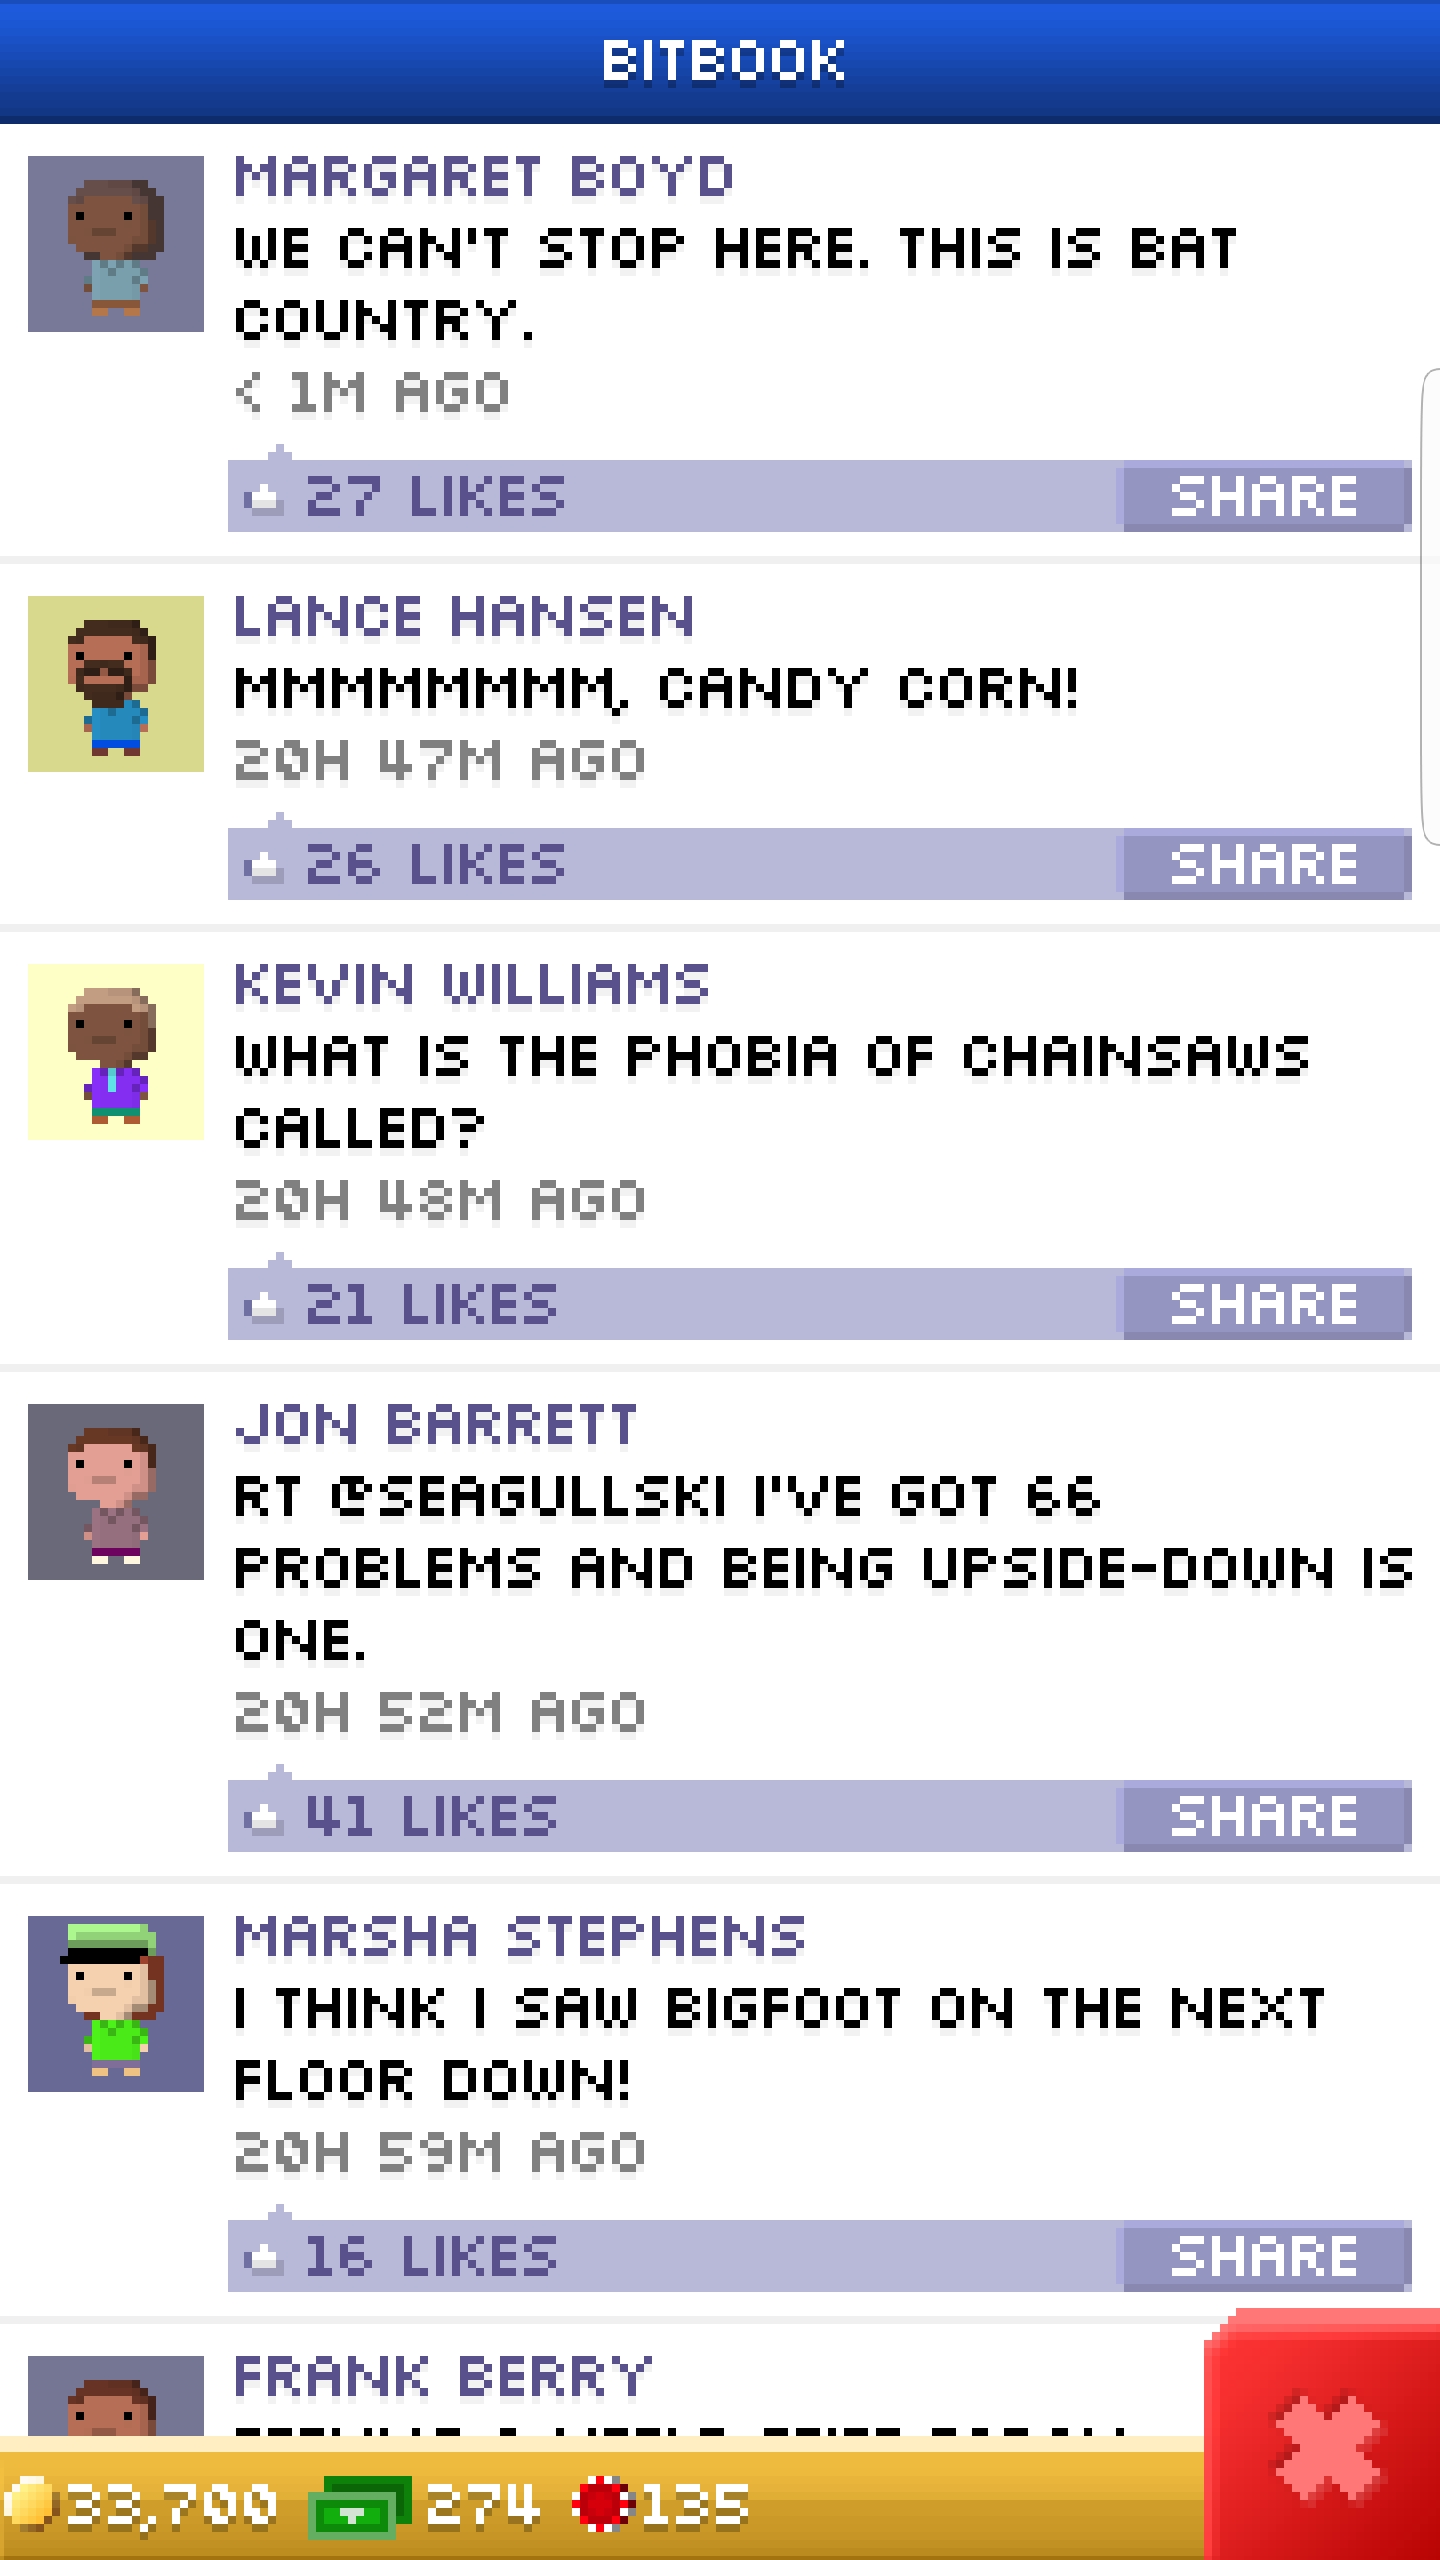 BITBOOK
MARGARET BOYD
WE CAN'T STOP HERE. THIS IS BAT
COUNTRY.
< 1M AGO
27 LIKES
SHARE
LANCE HANSEN
MMMMMMMM, CANDY CORN!
20H 47M AGO
26 LIKES
SHARE
KEVIN WILLIAMS
WHAT IS THE PHOBIA OF CHAINSAWS
CALLED?
20H 48M AGO
21 LIKES
SHARE
JON BARRETT
RT @SEAGULLSKI I'VE GOT 66
PROBLEMS AND BEING UPSIDE-DOWN IS
ONE.
20H 52M AGO
41 LIKES
SHARE
MARSHA STEPHENS
I THINK I SAW BIGFOOT ON THE NEXT
FLOOR DOWN!
20H 59M AGO
16 LIKES
SHARE
FRANK BERRY
33,700 274 135